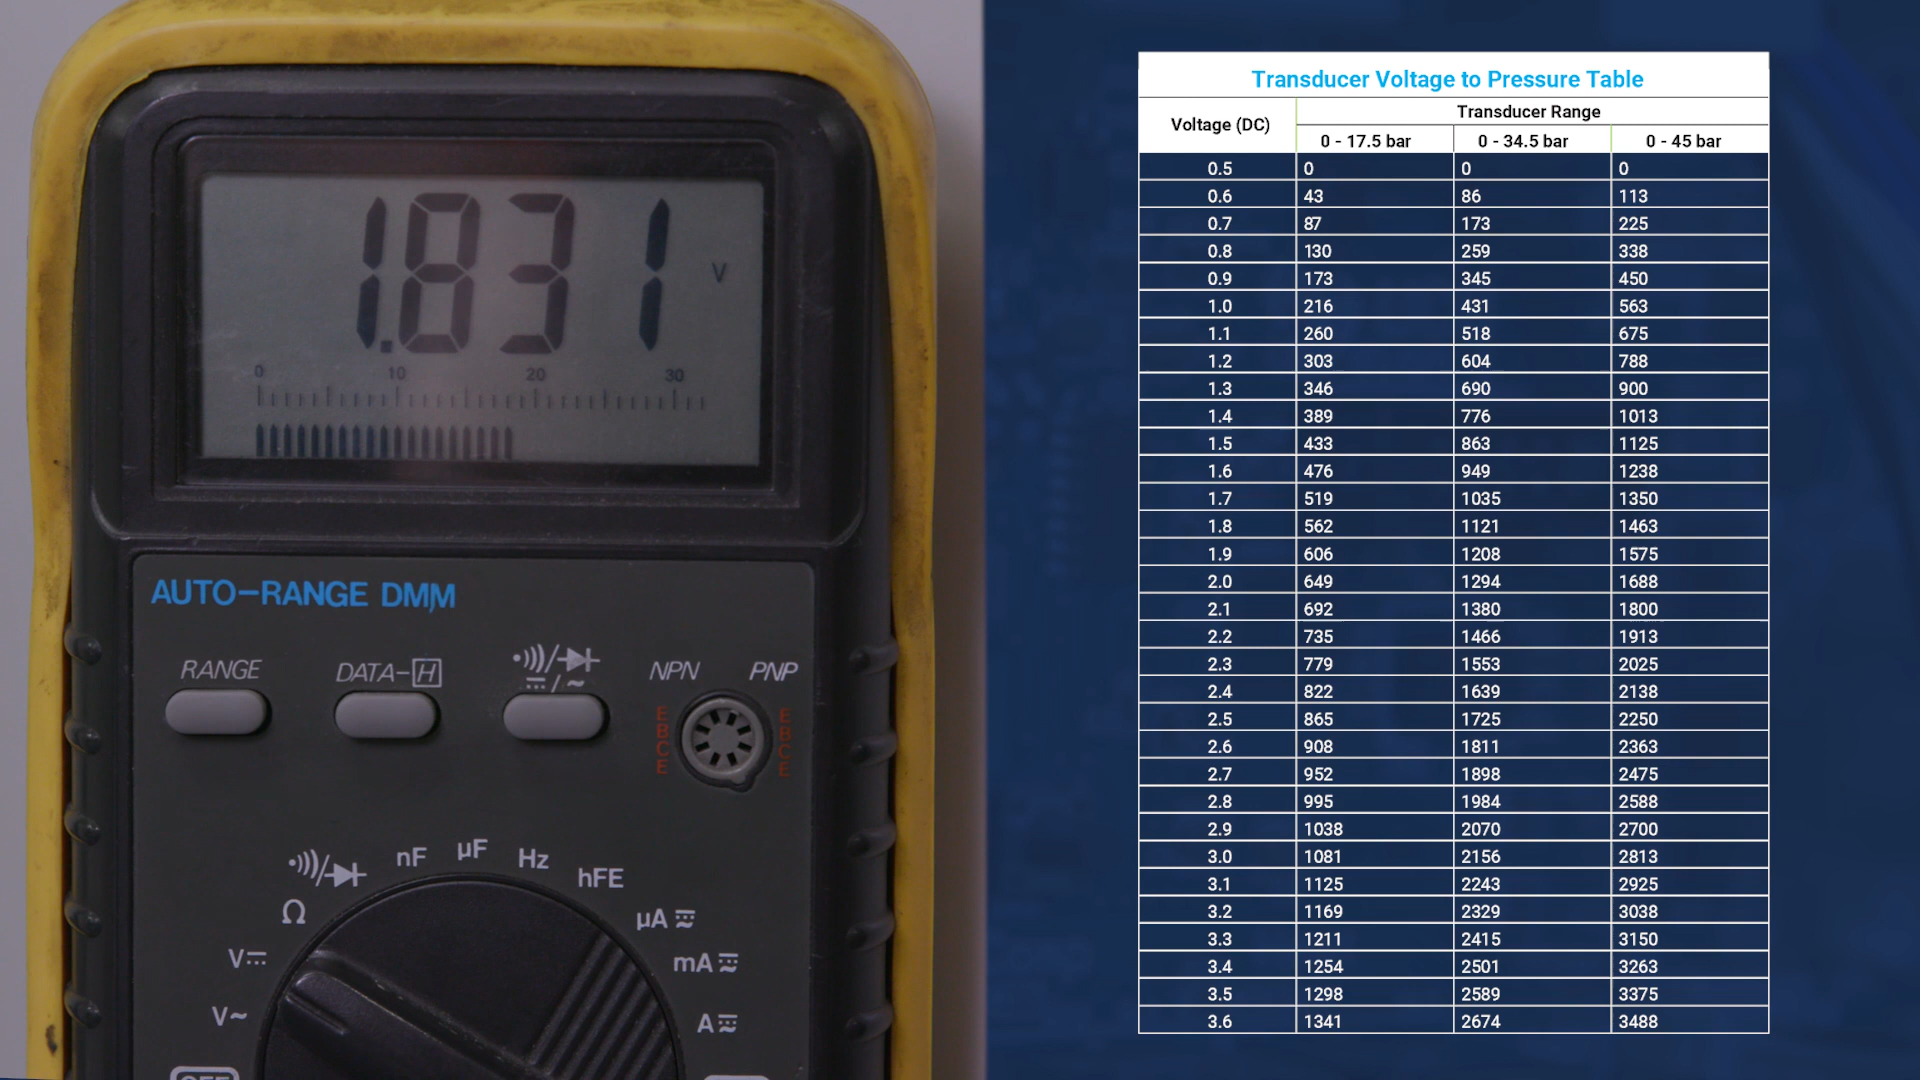 1.831 V
0 10 20 30
AUTO-RANGE DMM
RANGE DATA-H NPN PNP
E E
B B
C C
E E
nF µF Hz
hFE
Ω
µA
V
mA
V~
A
Transducer Voltage to Pressure Table
Voltage (DC) Transducer Range
0 - 17.5 bar 0 - 34.5 bar 0 - 45 bar
0.5 0 0 0
0.6 43 86 113
0.7 87 173 225
0.8 130 259 338
0.9 173 345 450
1.0 216 431 563
1.1 260 518 675
1.2 303 604 788
1.3 346 690 900
1.4 389 776 1013
1.5 433 863 1125
1.6 476 949 1238
1.7 519 1035 1350
1.8 562 1121 1463
1.9 606 1208 1575
2.0 649 1294 1688
2.1 692 1380 1800
2.2 735 1466 1913
2.3 779 1553 2025
2.4 822 1639 2138
2.5 865 1725 2250
2.6 908 1811 2363
2.7 952 1898 2475
2.8 995 1984 2588
2.9 1038 2070 2700
3.0 1081 2156 2813
3.1 1125 2243 2925
3.2 1169 2329 3038
3.3 1211 2415 3150
3.4 1254 2501 3263
3.5 1298 2589 3375
3.6 1341 2674 3488